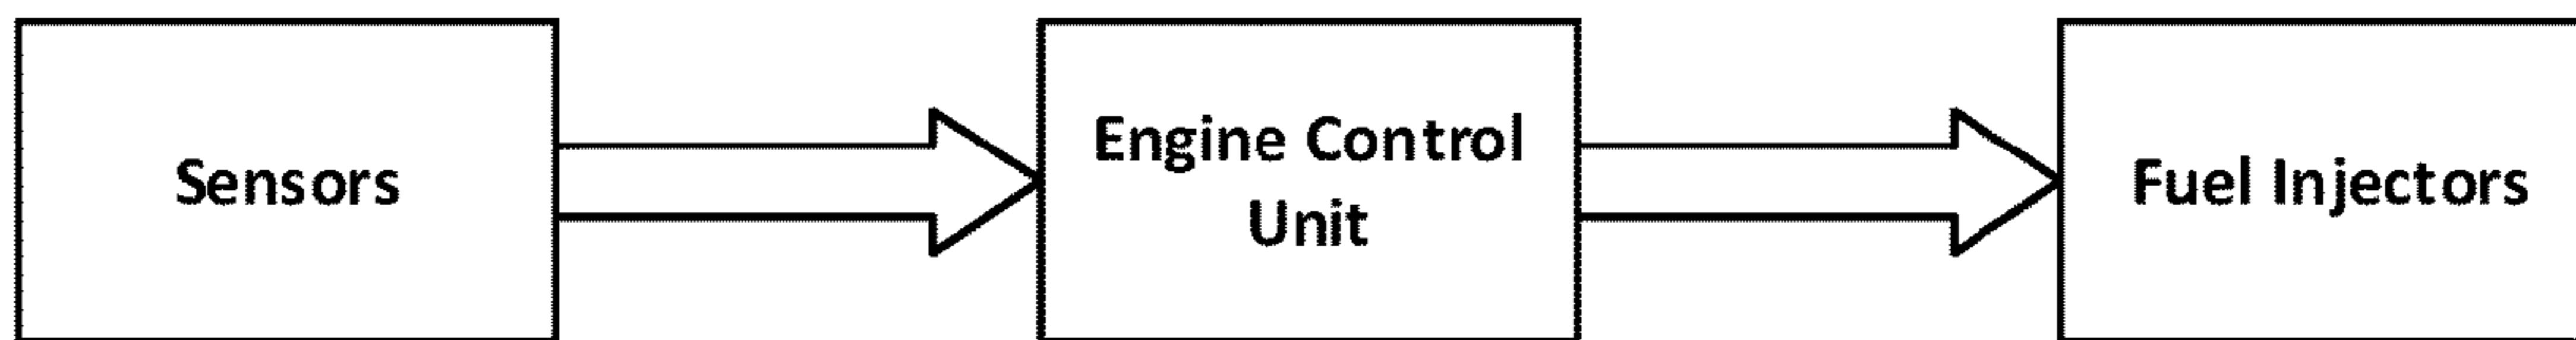 Sensors
Engine Control
Unit
Fuel Injectors